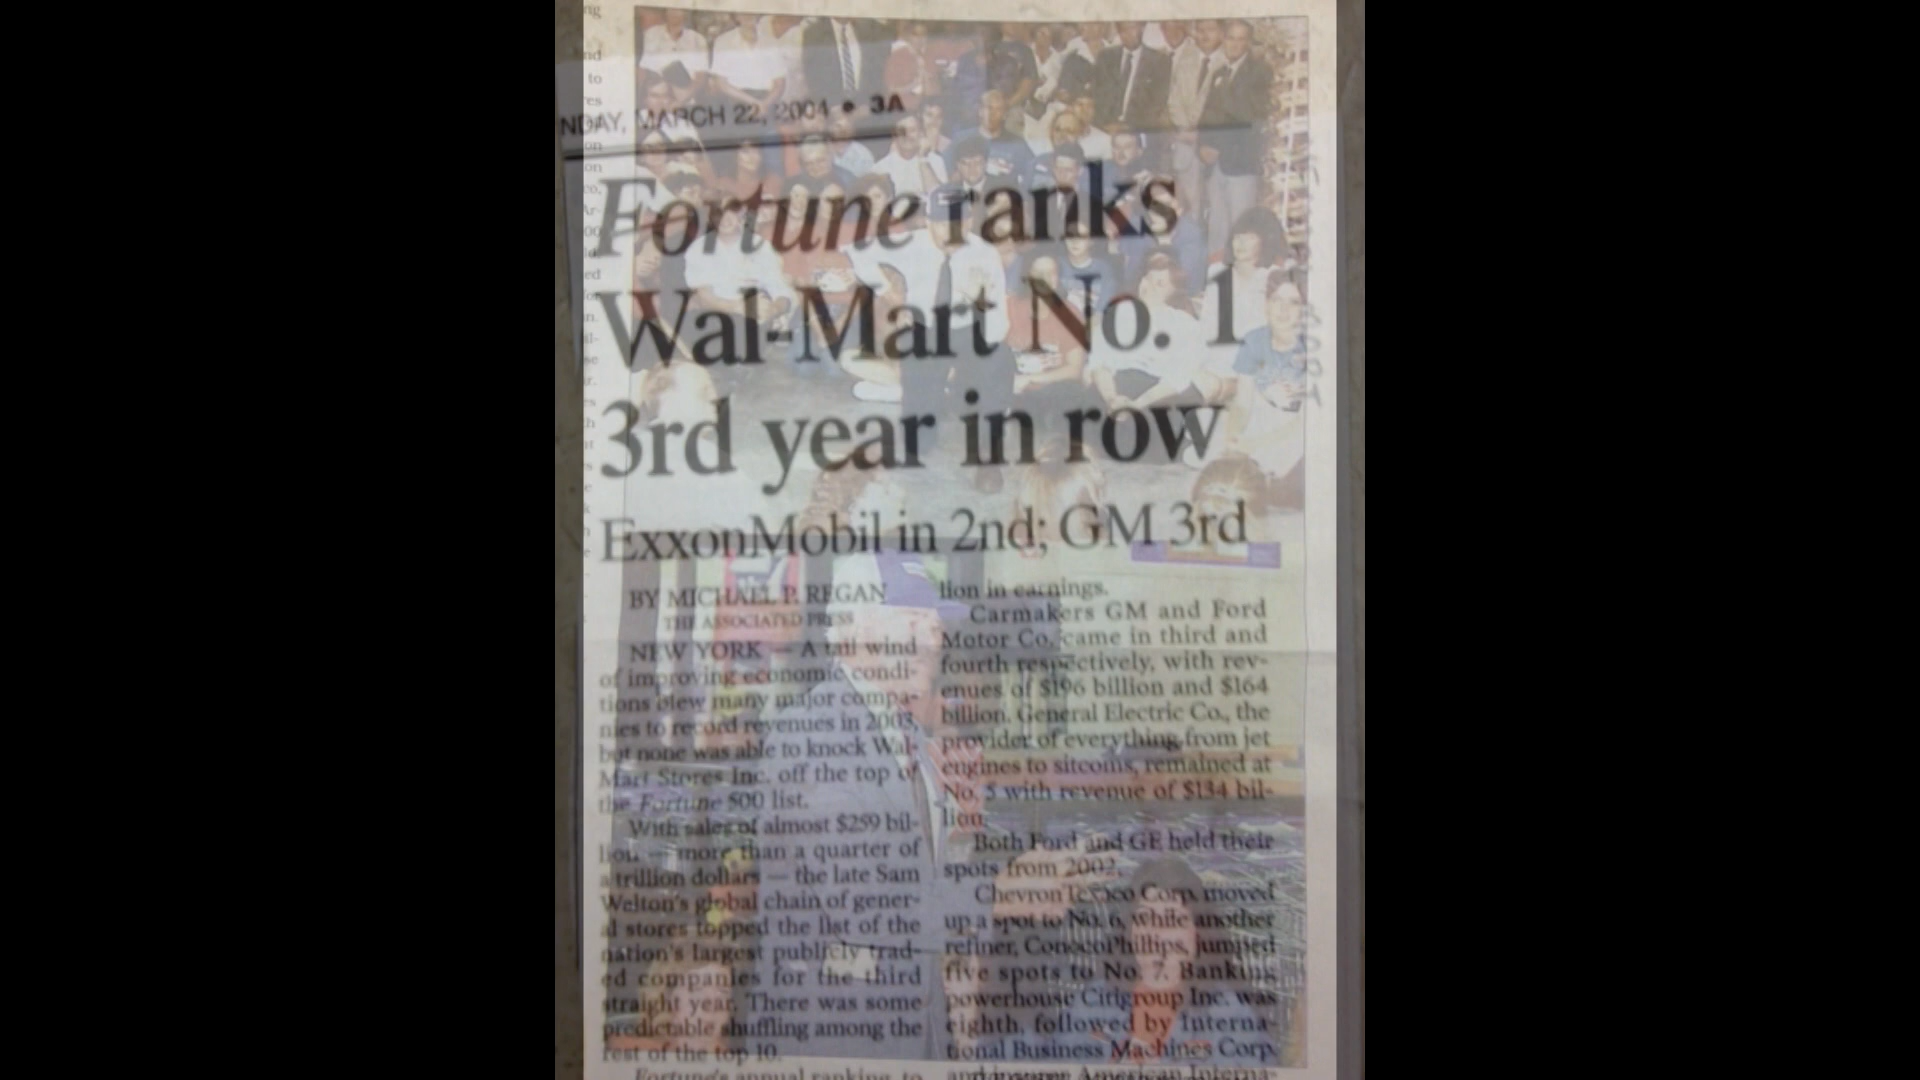 NDAY, MARCH 22, 2004 • 3A
Fortune ranks
Wal-Mart No. 1
3rd year in row
ExxonMobil in 2nd; GM 3rd
BY MICHAEL P. REGAN
THE ASSOCIATED PRESS
NEW YORK — A tail wind
of improving economic condi-
tions blew many major compa-
nies to record revenues in 2003,
but none was able to knock Wal-
Mart Stores Inc. off the top of
the Fortune 500 list.
With sales of almost $259 bil-
lion — more than a quarter of
a trillion dollars — the late Sam
Welton's global chain of gener-
al stores topped the list of the
nation's largest publicly trad-
ed companies for the third
straight year. There was some
predictable shuffling among the
rest of the top 10.
Fortune's annual ranking, to
lion in earnings.
Carmakers GM and Ford
Motor Co. came in third and
fourth respectively, with rev-
enues of $196 billion and $164
billion. General Electric Co., the
provider of everything from jet
engines to sitcoms, remained at
No. 5 with revenue of $134 bil-
lion.
Both Ford and GE held their
spots from 2002.
ChevronTexaco Corp. moved
up a spot to No. 6, while another
refiner, ConocoPhillips, jumped
five spots to No. 7. Banking
powerhouse Citigroup Inc. was
eighth, followed by Interna-
tional Business Machines Corp.
and insurer American Interna-